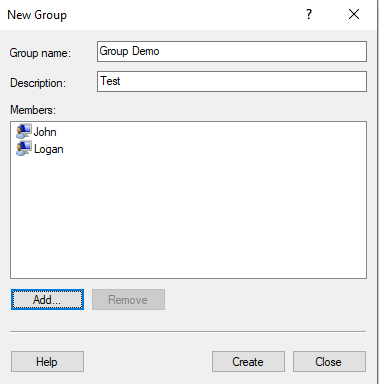 New Group
?
Group name: Group Demo
Description: Test
Members:
John
Logan
Add... Remove
Help Create Close